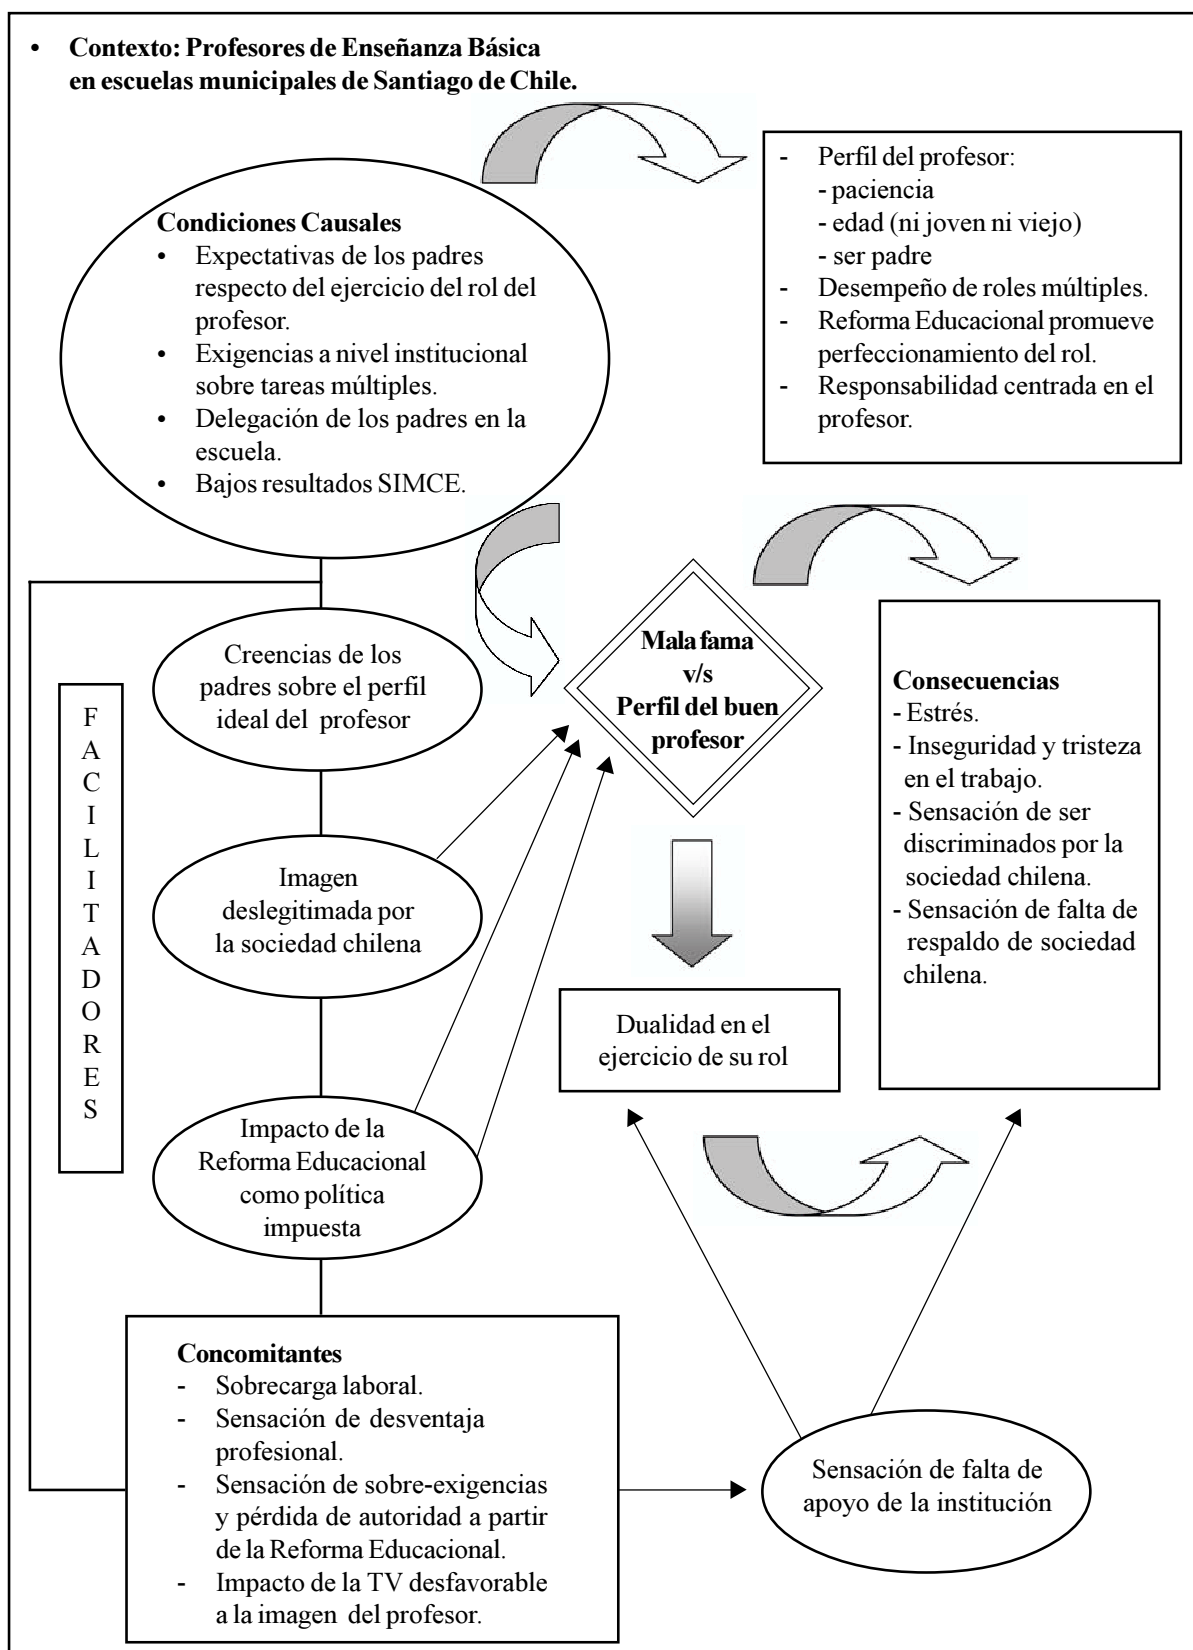 • Contexto: Profesores de Enseñanza Básica
en escuelas municipales de Santiago de Chile.
Condiciones Causales
• Expectativas de los padres
respecto del ejercicio del rol del
profesor.
• Exigencias a nivel institucional
sobre tareas múltiples.
• Delegación de los padres en la
escuela.
• Bajos resultados SIMCE.
- Perfil del profesor:
- paciencia
- edad (ni joven ni viejo)
- ser padre
- Desempeño de roles múltiples.
- Reforma Educacional promueve
perfeccionamiento del rol.
- Responsabilidad centrada en el
profesor.
F
A
C
I
L
I
T
A
D
O
R
E
S
Creencias de los
padres sobre el perfil
ideal del profesor
Imagen
deslegitimada por
la sociedad chilena
Impacto de la
Reforma Educacional
como política
impuesta
Mala fama
v/s
Perfil del buen
profesor
Dualidad en el
ejercicio de su rol
Consecuencias
- Estrés.
- Inseguridad y tristeza
en el trabajo.
- Sensación de ser
discriminados por la
sociedad chilena.
- Sensación de falta de
respaldo de sociedad
chilena.
Concomitantes
- Sobrecarga laboral.
- Sensación de desventaja
profesional.
- Sensación de sobre-exigencias
y pérdida de autoridad a partir
de la Reforma Educacional.
- Impacto de la TV desfavorable
a la imagen del profesor.
Sensación de falta de
apoyo de la institución